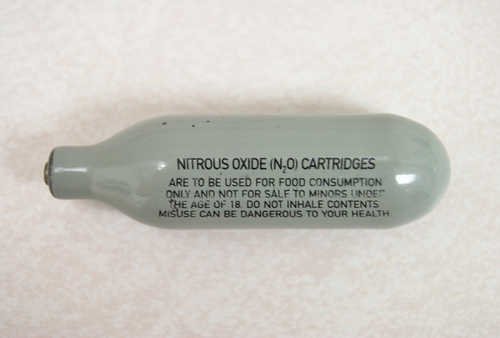 NITROUS OXIDE (N₂O) CARTRIDGES
ARE TO BE USED FOR FOOD CONSUMPTION
ONLY AND NOT FOR SALE TO MINORS UNDER
THE AGE OF 18. DO NOT INHALE CONTENTS
MISUSE CAN BE DANGEROUS TO YOUR HEALTH